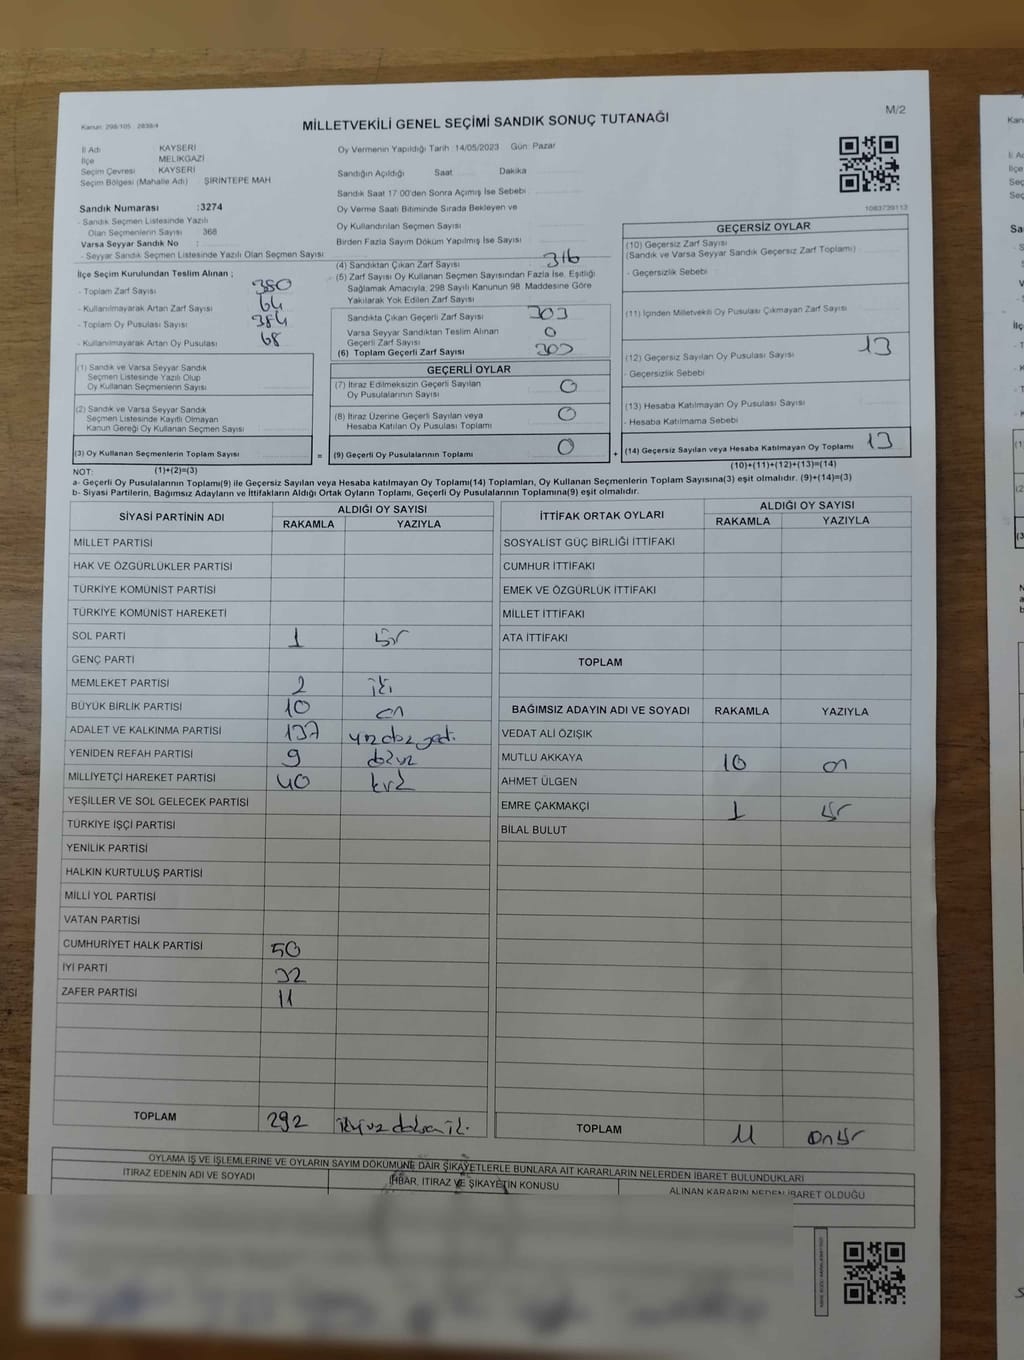 M/2
Kanun: 298/105 : 2839/4
MİLLETVEKİLİ GENEL SEÇİMİ SANDIK SONUÇ TUTANAĞI
İl Adı KAYSERİ
İlçe MELİKGAZİ
Seçim Çevresi KAYSERİ
Seçim Bölgesi (Mahalle Adı) ŞİRİNTEPE MAH
Oy Vermenin Yapıldığı Tarih 14/05/2023 Gün: Pazar
Sandığın Açıldığı Saat Dakika
Sandık Saat 17:00'den Sonra Açımış İse Sebebi
Sandık Numarası :3274
- Sandık Seçmen Listesinde Yazılı
Olan Seçmenlerin Sayısı 368
Varsa Seyyar Sandık No :
- Seyyar Sandık Seçmen Listesinde Yazılı Olan Seçmen Sayısı
Oy Verme Saati Bitiminde Sırada Bekleyen ve
Oy Kullandırılan Seçmen Sayısı
Birden Fazla Sayım Döküm Yapılmış İse Sayısı
1083739113
İlçe Seçim Kurulundan Teslim Alınan ;
- Toplam Zarf Sayısı 380
- Kullanılmayarak Artan Zarf Sayısı 64
- Toplam Oy Pusulası Sayısı 384
- Kullanılmayarak Artan Oy Pusulası 68
(4) Sandıktan Çıkan Zarf Sayısı 316
(5) Zarf Sayısı Oy Kullanan Seçmen Sayısından Fazla İse, Eşitliği
Sağlamak Amacıyla, 298 Sayılı Kanunun 98. Maddesine Göre
Yakılarak Yok Edilen Zarf Sayısı
Sandıkta Çıkan Geçerli Zarf Sayısı 303
Varsa Seyyar Sandıktan Teslim Alınan
Geçerli Zarf Sayısı 0
(6) Toplam Geçerli Zarf Sayısı 303
GEÇERSİZ OYLAR
(10) Geçersiz Zarf Sayısı
(Sandık ve Varsa Seyyar Sandık Geçersiz Zarf Toplamı)
- Geçersizlik Sebebi
(11) İçinden Milletvekili Oy Pusulası Çıkmayan Zarf Sayısı
(12) Geçersiz Sayılan Oy Pusulası Sayısı 13
- Geçersizlik Sebebi
(13) Hesaba Katılmayan Oy Pusulası Sayısı
- Hesaba Katılmama Sebebi
(14) Geçersiz Sayılan veya Hesaba Katılmayan Oy Toplamı 13
(1) Sandık ve Varsa Seyyar Sandık
Seçmen Listesinde Yazılı Olup
Oy Kullanan Seçmenlerin Sayısı
(2) Sandık ve Varsa Seyyar Sandık
Seçmen Listesinde Kayıtlı Olmayan
Kanun Gereği Oy Kullanan Seçmen Sayısı
(3) Oy Kullanan Seçmenlerin Toplam Sayısı =
GEÇERLİ OYLAR
(7) İtiraz Edilmeksizin Geçerli Sayılan
Oy Pusulalarının Sayısı 0
(8) İtiraz Üzerine Geçerli Sayılan veya
Hesaba Katılan Oy Pusulası Toplamı 0
(9) Geçerli Oy Pusulalarının Toplamı 0 +
NOT: (1)+(2)=(3) (10)+(11)+(12)+(13)=(14)
a- Geçerli Oy Pusulalarının Toplamı(9) ile Geçersiz Sayılan veya Hesaba katılmayan Oy Toplamı(14) Toplamları, Oy Kullanan Seçmenlerin Toplam Sayısına(3) eşit olmalıdır. (9)+(14)=(3)
b- Siyasi Partilerin, Bağımsız Adayların ve İttifakların Aldığı Ortak Oyların Toplamı, Geçerli Oy Pusulalarının Toplamına(9) eşit olmalıdır.
SİYASİ PARTİNİN ADI ALDIĞI OY SAYISI
RAKAMLA YAZIYLA
MİLLET PARTİSİ
HAK VE ÖZGÜRLÜKLER PARTİSİ
TÜRKİYE KOMÜNİST PARTİSİ
TÜRKİYE KOMÜNİST HAREKETİ
SOL PARTİ 1 bir
GENÇ PARTİ
MEMLEKET PARTİSİ 2 iki
BÜYÜK BİRLİK PARTİSİ 10 on
ADALET VE KALKINMA PARTİSİ 137 yüz otuz yedi
YENİDEN REFAH PARTİSİ 9 dokuz
MİLLİYETÇİ HAREKET PARTİSİ 40 kırk
YEŞİLLER VE SOL GELECEK PARTİSİ
TÜRKİYE İŞÇİ PARTİSİ
YENİLİK PARTİSİ
HALKIN KURTULUŞ PARTİSİ
MİLLİ YOL PARTİSİ
VATAN PARTİSİ
CUMHURİYET HALK PARTİSİ 50
İYİ PARTİ 32
ZAFER PARTİSİ 11
TOPLAM 292
İTTİFAK ORTAK OYLARI ALDIĞI OY SAYISI
RAKAMLA YAZIYLA
SOSYALİST GÜÇ BİRLİĞİ İTTİFAKI
CUMHUR İTTİFAKI
EMEK VE ÖZGÜRLÜK İTTİFAKI
MİLLET İTTİFAKI
ATA İTTİFAKI
TOPLAM
BAĞIMSIZ ADAYIN ADI VE SOYADI RAKAMLA YAZIYLA
VEDAT ALİ ÖZIŞIK
MUTLU AKKAYA 10 on
AHMET ÜLGEN
EMRE ÇAKMAKÇİ 1 bir
BİLAL BULUT
TOPLAM 11 onbir
OYLAMA İŞ VE İŞLEMLERİNE VE OYLARIN SAYIM DÖKÜMÜNE DAİR ŞİKAYETLERLE BUNLARA AİT KARARLARIN NELERDEN İBARET BULUNDUKLARI
İTİRAZ EDENİN ADI VE SOYADI İHBAR, İTİRAZ VE ŞİKAYETİN KONUSU ALINAN KARARIN NEDEN İBARET OLDUĞU